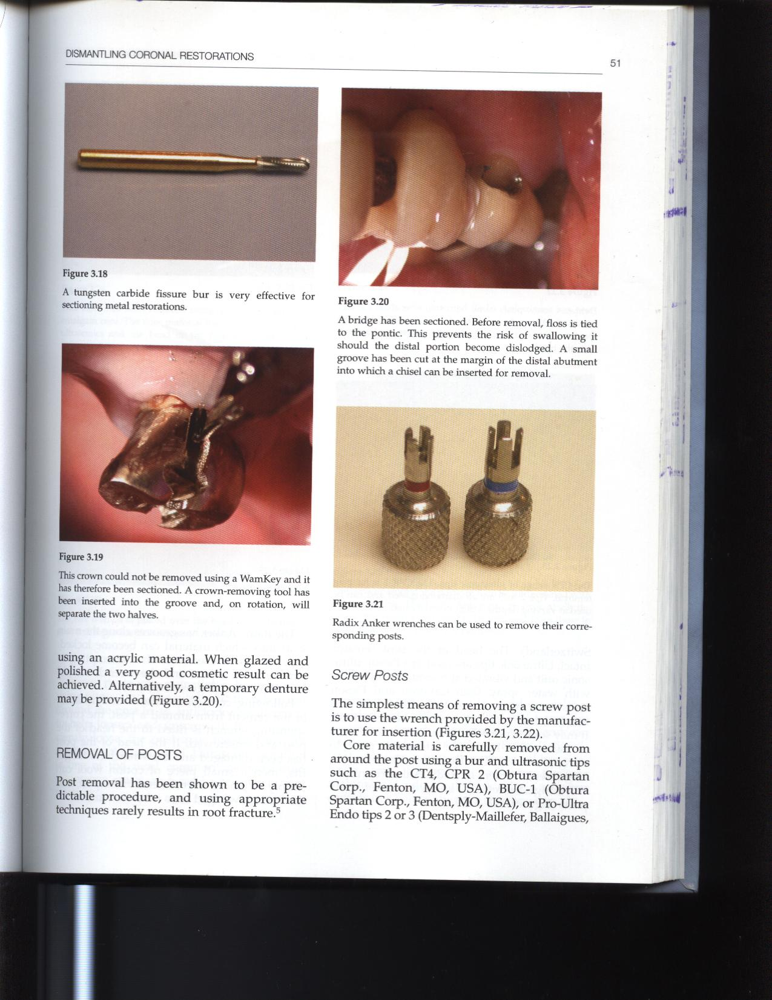 DISMANTLING CORONAL RESTORATIONS
51
Figure 3.18
A tungsten carbide fissure bur is very effective for
sectioning metal restorations.
Figure 3.19
This crown could not be removed using a WamKey and it
has therefore been sectioned. A crown-removing tool has
been inserted into the groove and, on rotation, will
separate the two halves.
using an acrylic material. When glazed and
polished a very good cosmetic result can be
achieved. Alternatively, a temporary denture
may be provided (Figure 3.20).
REMOVAL OF POSTS
Post removal has been shown to be a pre-
dictable procedure, and using appropriate
techniques rarely results in root fracture.⁵
Figure 3.20
A bridge has been sectioned. Before removal, floss is tied
to the pontic. This prevents the risk of swallowing it
should the distal portion become dislodged. A small
groove has been cut at the margin of the distal abutment
into which a chisel can be inserted for removal.
Figure 3.21
Radix Anker wrenches can be used to remove their corre-
sponding posts.
Screw Posts
The simplest means of removing a screw post
is to use the wrench provided by the manufac-
turer for insertion (Figures 3.21, 3.22).
Core material is carefully removed from
around the post using a bur and ultrasonic tips
such as the CT4, CPR 2 (Obtura Spartan
Corp., Fenton, MO, USA), BUC-1 (Obtura
Spartan Corp., Fenton, MO, USA), or Pro-Ultra
Endo tips 2 or 3 (Dentsply-Maillefer, Ballaigues,